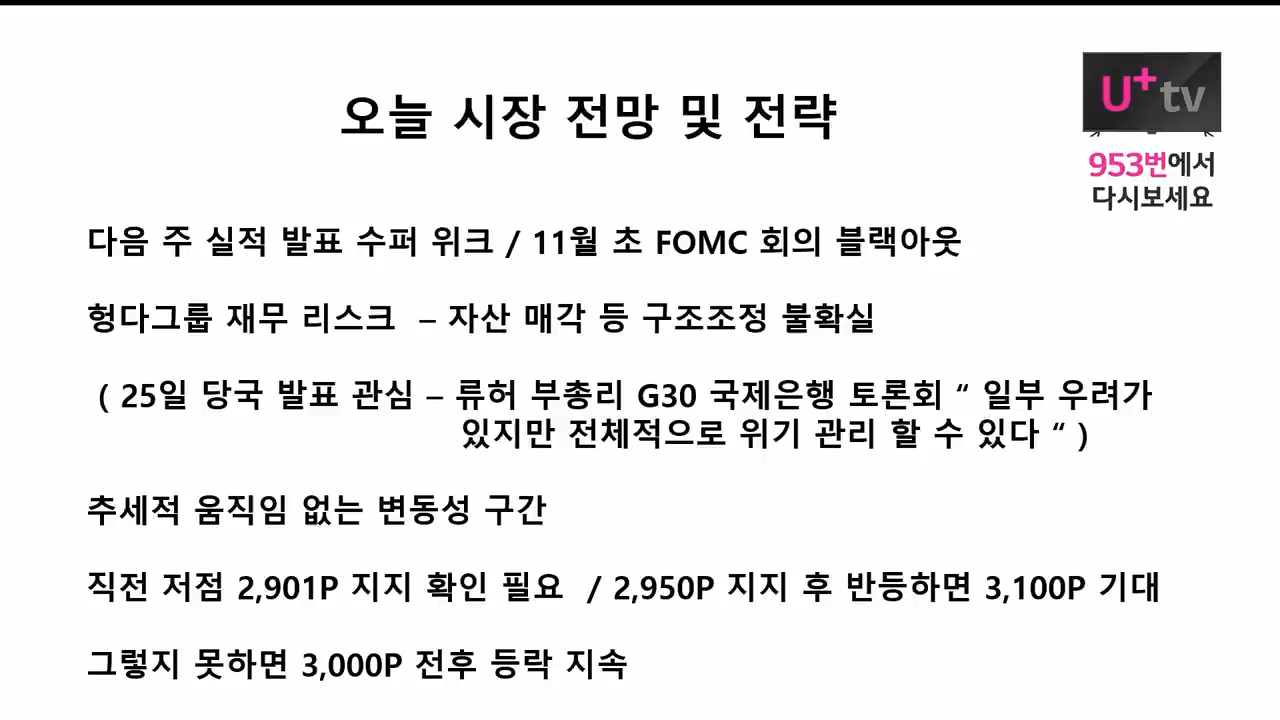 오늘 시장 전망 및 전략
U+tv
953번에서
다시보세요
다음 주 실적 발표 수퍼 위크 / 11월 초 FOMC 회의 블랙아웃
헝다그룹 재무 리스크 – 자산 매각 등 구조조정 불확실
( 25일 당국 발표 관심 – 류허 부총리 G30 국제은행 토론회 “ 일부 우려가
있지만 전체적으로 위기 관리 할 수 있다 “ )
추세적 움직임 없는 변동성 구간
직전 저점 2,901P 지지 확인 필요 / 2,950P 지지 후 반등하면 3,100P 기대
그렇지 못하면 3,000P 전후 등락 지속